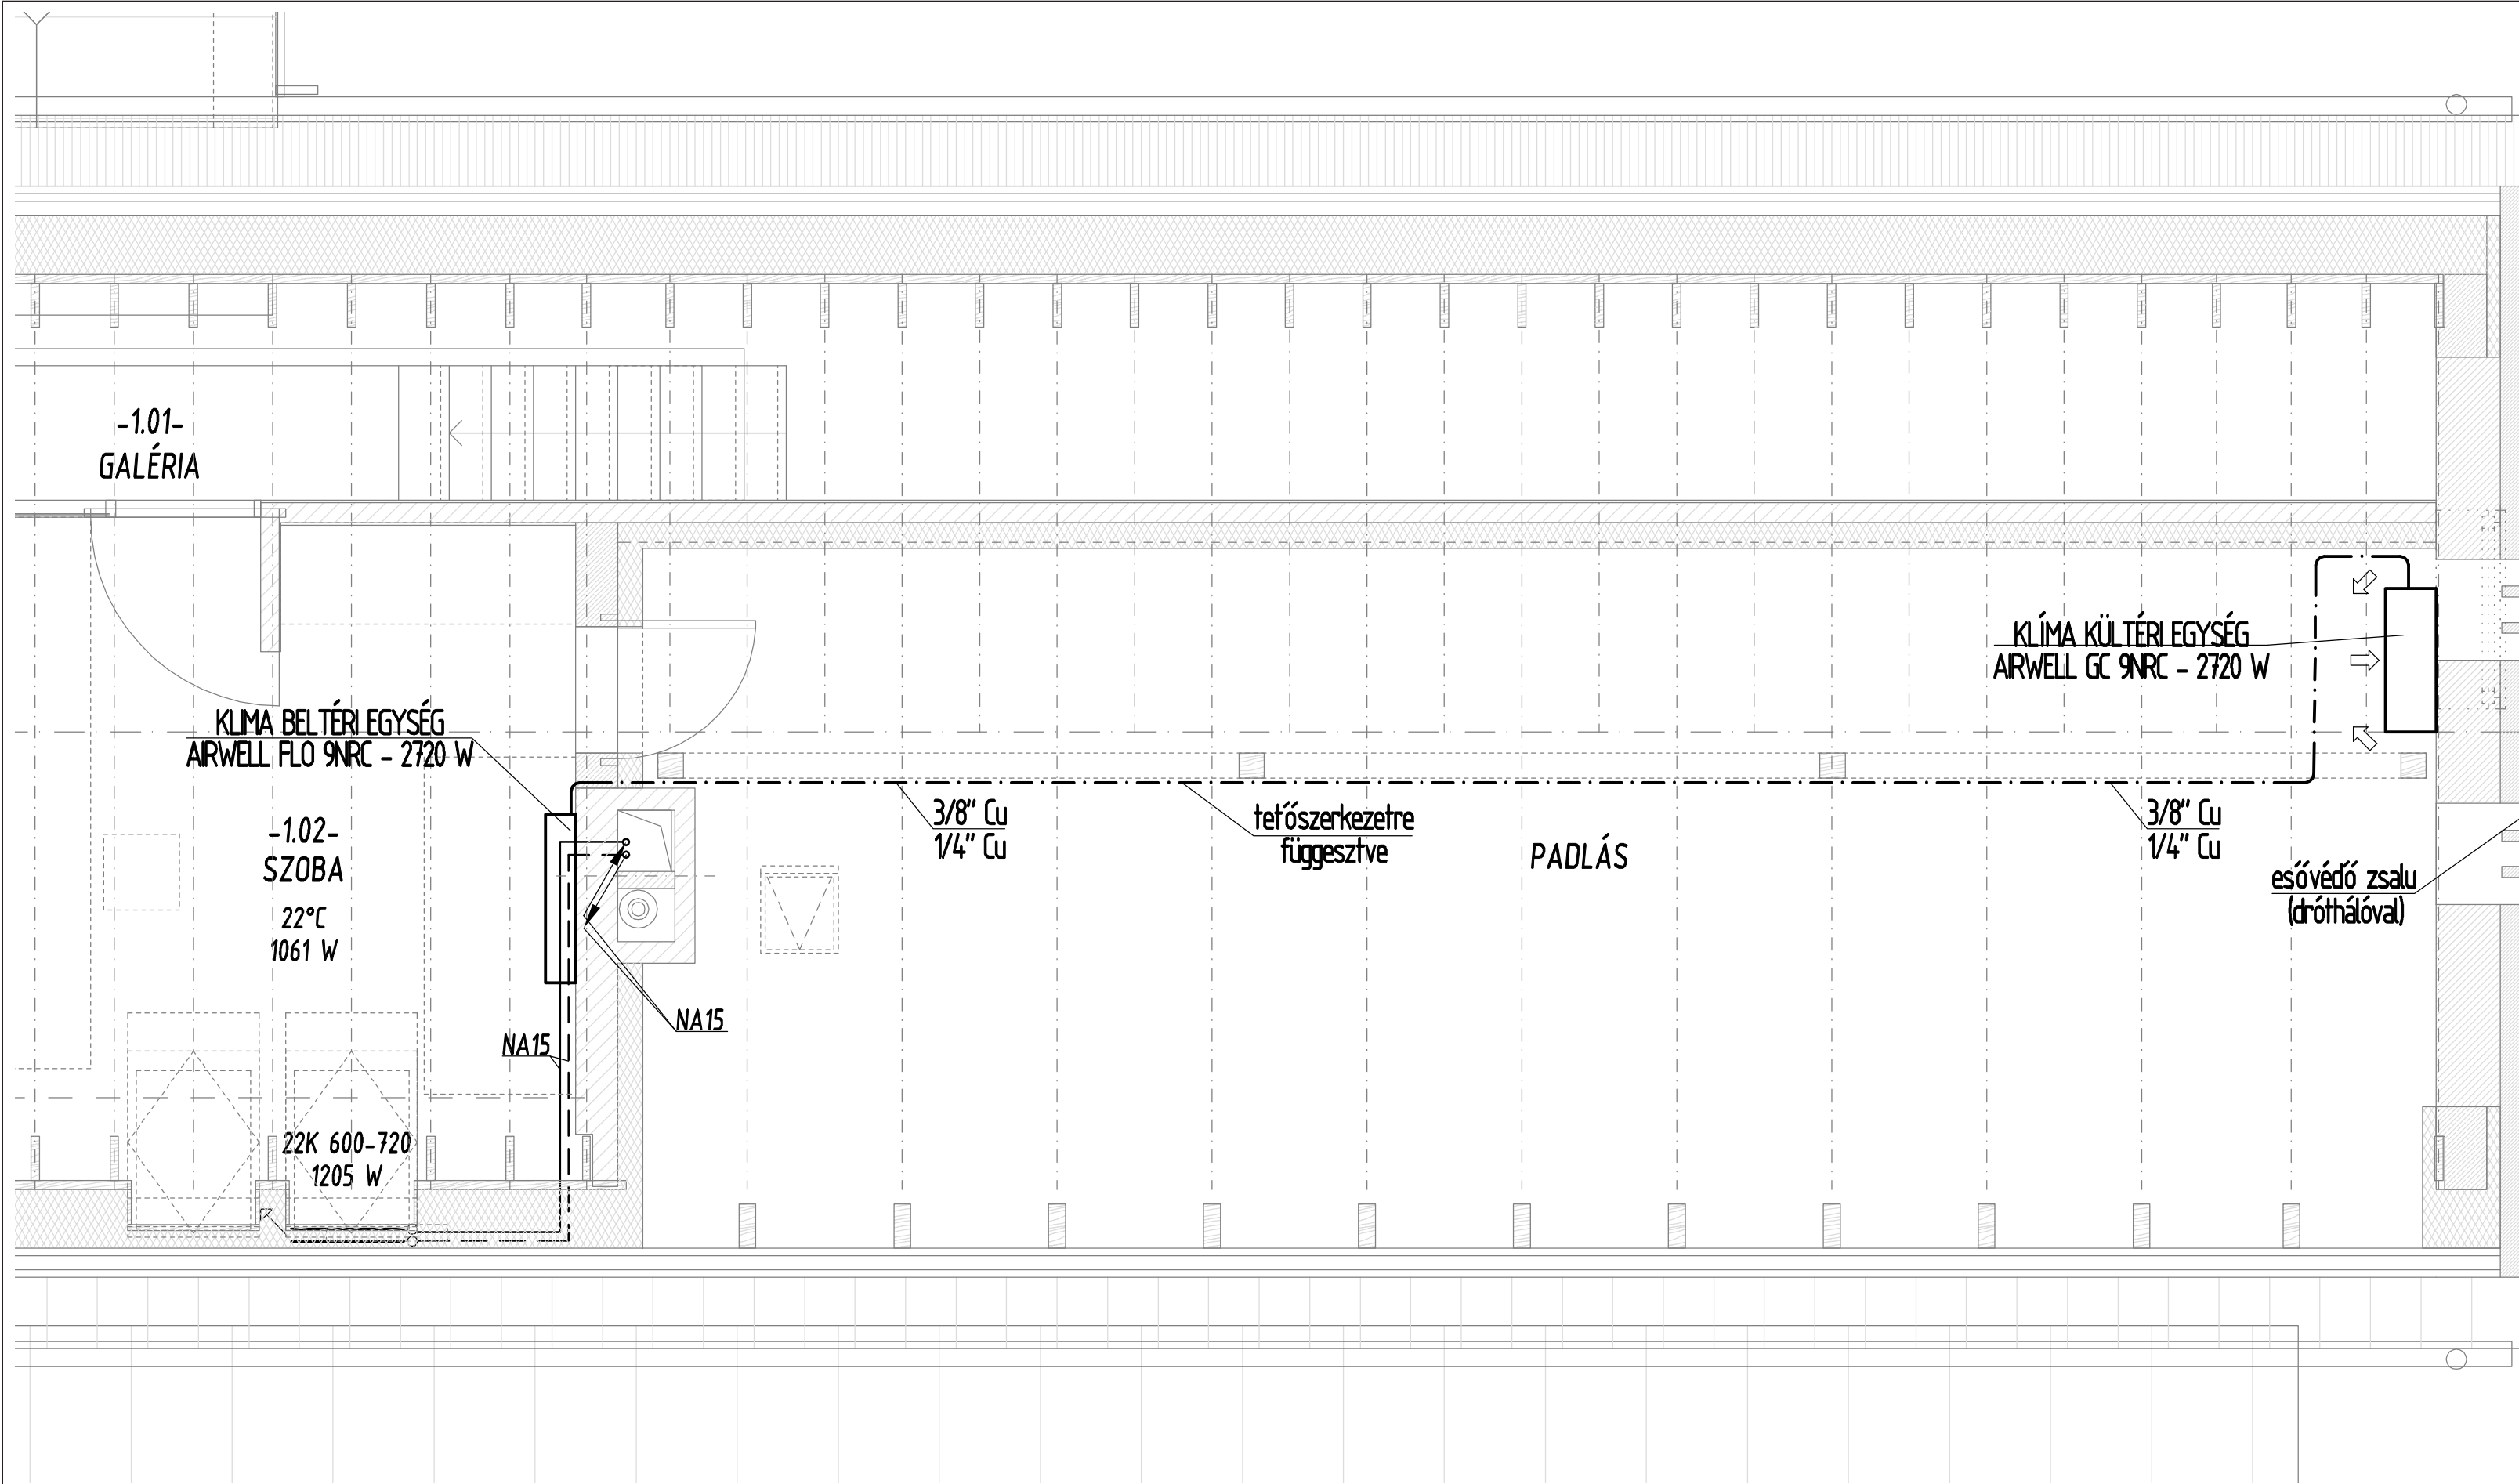 -1.01-
GALÉRIA
KLIMA BELTÉRI EGYSÉG
AIRWELL FLO 9NRC - 2720 W
-1.02-
SZOBA
22°C
1061 W
NA15
NA15
22K 600-720
1205 W
3/8" Cu
1/4" Cu
tetőszerkezetre
függesztve
PADLÁS
KLÍMA KÜLTÉRI EGYSÉG
AIRWELL GC 9NRC - 2720 W
3/8" Cu
1/4" Cu
esővédő zsalu
(dróthálóval)